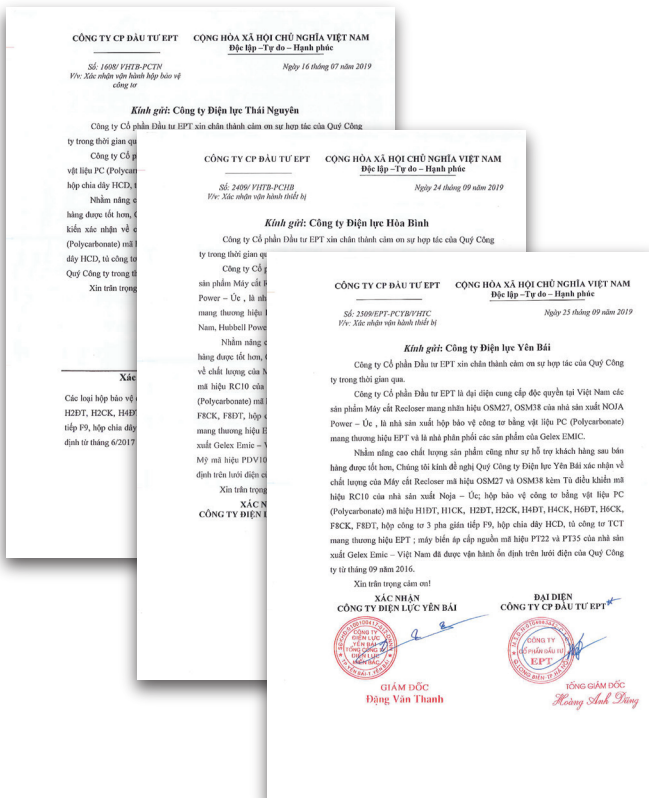 CÔNG TY CP ĐẦU TƯ EPT
CỘNG HÒA XÃ HỘI CHỦ NGHĨA VIỆT NAM
Độc lập –Tự do – Hạnh phúc
Số: 1608/ VHTB-PCTN
Ngày 16 tháng 07 năm 2019
V/v: Xác nhận vận hành hộp bảo vệ
công tơ
Kính gửi: Công ty Điện lực Thái Nguyên
Công ty Cổ phần Đầu tư EPT xin chân thành cảm ơn sự hợp tác của Quý Công
ty trong thời gian qu
Công ty Cổ p
vật liệu PC (Polycar
hộp chia dây HCD, t
Nhằm nâng cao
hàng được tốt hơn, C
kiến xác nhận về c
(Polycarbonate) mã h
dây HCD, tủ công tơ
Quý Công ty trong th
Xin trân trọng
Xác
Các loại hộp bảo vệ
H2ĐT, H2CK, H4Đ
tiếp F9, hộp chia dây
định từ tháng 6/2017
CÔNG TY CP ĐẦU TƯ EPT
CỘNG HÒA XÃ HỘI CHỦ NGHĨA VIỆT NAM
Độc lập –Tự do – Hạnh phúc
Số: 2409/ VHTB-PCHB
Ngày 24 tháng 09 năm 2019
V/v: Xác nhận vận hành thiết bị
Kính gửi: Công ty Điện lực Hòa Bình
Công ty Cổ phần Đầu tư EPT xin chân thành cảm ơn sự hợp tác của Quý Công
ty trong thời gian qu
Công ty Cổ p
sản phẩm Máy cắt R
Power – Úc , là nh
mang thương hiệu
Nam, Hubbell Powe
Nhằm nâng c
hàng được tốt hơn,
về chất lượng của M
mã hiệu RC10 của
(Polycarbonate) mã
F8CK, F8ĐT, hộp c
mang thương hiệu E
xuất Gelex Emic – V
Mỹ mã hiệu PDV10
trên lưới điện c
Xin trân trọng
XÁC N
CÔNG TY ĐIỆN L
CÔNG TY CP ĐẦU TƯ EPT
CỘNG HÒA XÃ HỘI CHỦ NGHĨA VIỆT NAM
Độc lập –Tự do – Hạnh phúc
Số: 2509/EPT-PCYB/VHTC
Ngày 25 tháng 09 năm 2019
V/v: Xác nhận vận hành thiết bị
Kính gửi: Công ty Điện lực Yên Bái
Công ty Cổ phần Đầu tư EPT xin chân thành cảm ơn sự hợp tác của Quý Công
ty trong thời gian qua.
Công ty Cổ phần Đầu tư EPT là đại diện cung cấp độc quyền tại Việt Nam các
sản phẩm Máy cắt Recloser mang nhãn hiệu OSM27, OSM38 của nhà sản xuất NOJA
Power – Úc , là nhà sản xuất hộp bảo vệ công tơ bằng vật liệu PC (Polycarbonate)
mang thương hiệu EPT và là nhà phân phối các sản phẩm của Gelex EMIC.
Nhằm nâng cao chất lượng sản phẩm cũng như sự hỗ trợ khách hàng sau bán
hàng được tốt hơn, Chúng tôi kính đề nghị Quý Công ty Điện lực Yên Bái xác nhận về
chất lượng của Máy cắt Recloser mã hiệu OSM27 và OSM38 kèm Tủ điều khiển mã
hiệu RC10 của nhà sản xuất Noja – Úc; hộp bảo vệ công tơ bằng vật liệu PC
(Polycarbonate) mã hiệu H1ĐT, H1CK, H2ĐT, H2CK, H4ĐT, H4CK, H6ĐT, H6CK,
F8CK, F8ĐT, hộp công tơ 3 pha gián tiếp F9, hộp chia dây HCD, tủ công tơ TCT
mang thương hiệu EPT ; máy biến áp cấp nguồn mã hiệu PT22 và PT35 của nhà sản
xuất Gelex Emic – Việt Nam đã được vận hành ổn định trên lưới điện của Quý Công
ty từ tháng 09 năm 2016.
Xin trân trọng cảm ơn!
XÁC NHẬN
CÔNG TY ĐIỆN LỰC YÊN BÁI
ĐẠI DIỆN
CÔNG TY CP ĐẦU TƯ EPT
CÔNG TY
ĐIỆN LỰC
YÊN BÁI
TỔNG CÔNG TY
ĐIỆN LỰC
MIỀN BẮC
CÔNG TY
CỔ PHẦN ĐẦU TƯ
EPT
GIÁM ĐỐC
Đặng Văn Thanh
TỔNG GIÁM ĐỐC
Hoàng Anh Dũng